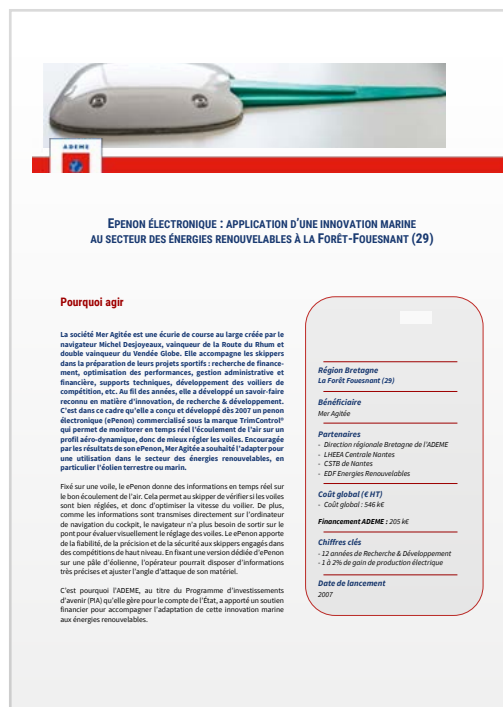 ADEME
EPENON ÉLECTRONIQUE : APPLICATION D'UNE INNOVATION MARINE
AU SECTEUR DES ÉNERGIES RENOUVELABLES À LA FORÊT-FOUESNANT (29)
Pourquoi agir
La société Mer Agitée est une écurie de course au large créée par le
navigateur Michel Desjoyeaux, vainqueur de la Route du Rhum et
double vainqueur du Vendée Globe. Elle accompagne les skippers
dans la préparation de leurs projets sportifs : recherche de finance-
ment, optimisation des performances, gestion administrative et
financière, supports techniques, développement des voiliers de
compétition, etc. Au fil des années, elle a développé un savoir-faire
reconnu en matière d'innovation, de recherche & développement.
C'est dans ce cadre qu'elle a conçu et développé dès 2007 un penon
électronique (ePenon) commercialisé sous la marque TrimControl®
qui permet de monitorer en temps réel l'écoulement de l'air sur un
profil aéro-dynamique, donc de mieux régler les voiles. Encouragée
par les résultats de son ePenon, Mer Agitée a souhaité l'adapter pour
une utilisation dans le secteur des énergies renouvelables, en
particulier l'éolien terrestre ou marin.
Fixé sur une voile, le ePenon donne des informations en temps réel sur
le bon écoulement de l'air. Cela permet au skipper de vérifier si les voiles
sont bien réglées, et donc d'optimiser la vitesse du voilier. De plus,
comme les informations sont transmises directement sur l'ordinateur
de navigation du cockpit, le navigateur n'a plus besoin de sortir sur le
pont pour évaluer visuellement le réglage des voiles. Le ePenon apporte
de la fiabilité, de la précision et de la sécurité aux skippers engagés dans
des compétitions de haut niveau. En fixant une version dédiée d'ePenon
sur une pâle d'éolienne, l'opérateur pourrait disposer d'informations
très précises et ajuster l'angle d'attaque de son matériel.
C'est pourquoi l'ADEME, au titre du Programme d'investissements
d'avenir (PIA) qu'elle gère pour le compte de l'État, a apporté un soutien
financier pour accompagner l'adaptation de cette innovation marine
aux énergies renouvelables.
Région Bretagne
La Forêt Fouesnant (29)
Bénéficiaire
Mer Agitée
Partenaires
- Direction régionale Bretagne de l'ADEME
- LHEEA Centrale Nantes
- CSTB de Nantes
- EDF Energies Renouvelables
Coût global (€ HT)
- Coût global : 546 k€
Financement ADEME : 205 k€
Chiffres clés
- 12 années de Recherche & Développement
- 1 à 2% de gain de production électrique
Date de lancement
2007